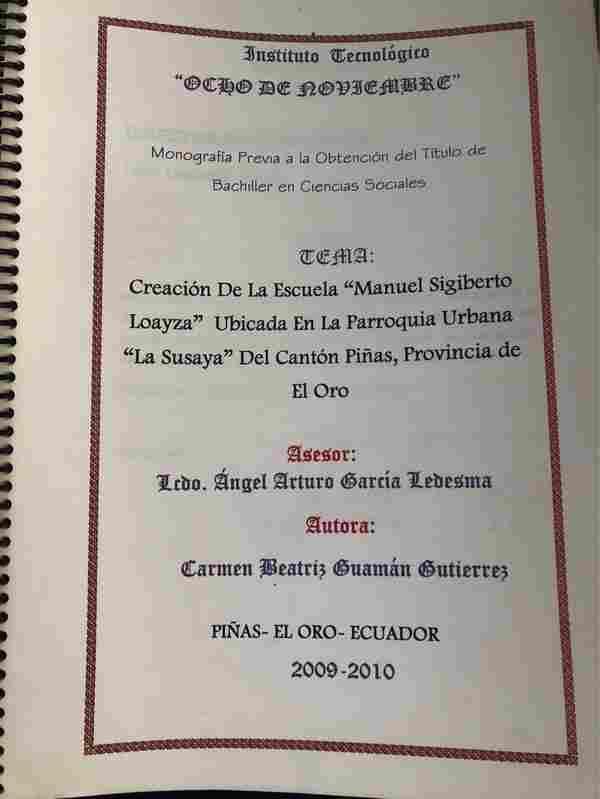 Instituto Tecnológico
"OCHO DE NOVIEMBRE"
Monografía Previa a la Obtención del Título de
Bachiller en Ciencias Sociales
TEMA:
Creación De La Escuela “Manuel Sigiberto
Loayza” Ubicada En La Parroquia Urbana
“La Susaya” Del Cantón Piñas, Provincia de
El Oro
Asesor:
Lcdo. Ángel Arturo García Ledesma
Autora:
Carmen Beatriz Guamán Gutierrez
PIÑAS- EL ORO- ECUADOR
2009-2010